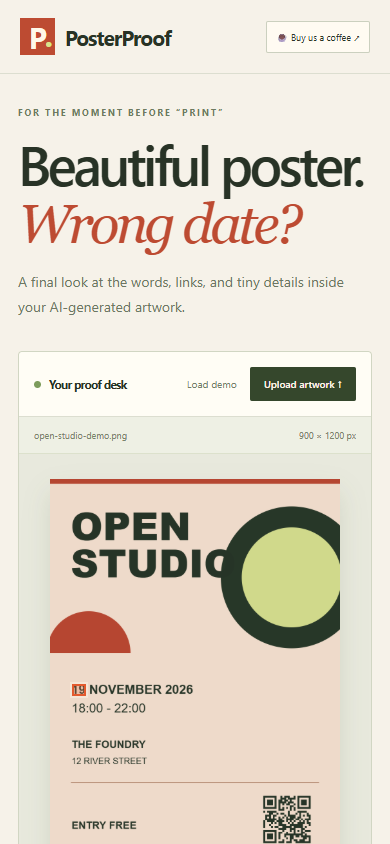 P.
PosterProof
Buy us a coffee ↗
FOR THE MOMENT BEFORE “PRINT”
Beautiful poster.
Wrong date?
A final look at the words, links, and tiny details inside
your AI-generated artwork.
Your proof desk
Load demo
Upload artwork ↑
open-studio-demo.png
900 × 1200 px
OPEN
STUDIO
19 NOVEMBER 2026
18:00 - 22:00
THE FOUNDRY
12 RIVER STREET
ENTRY FREE